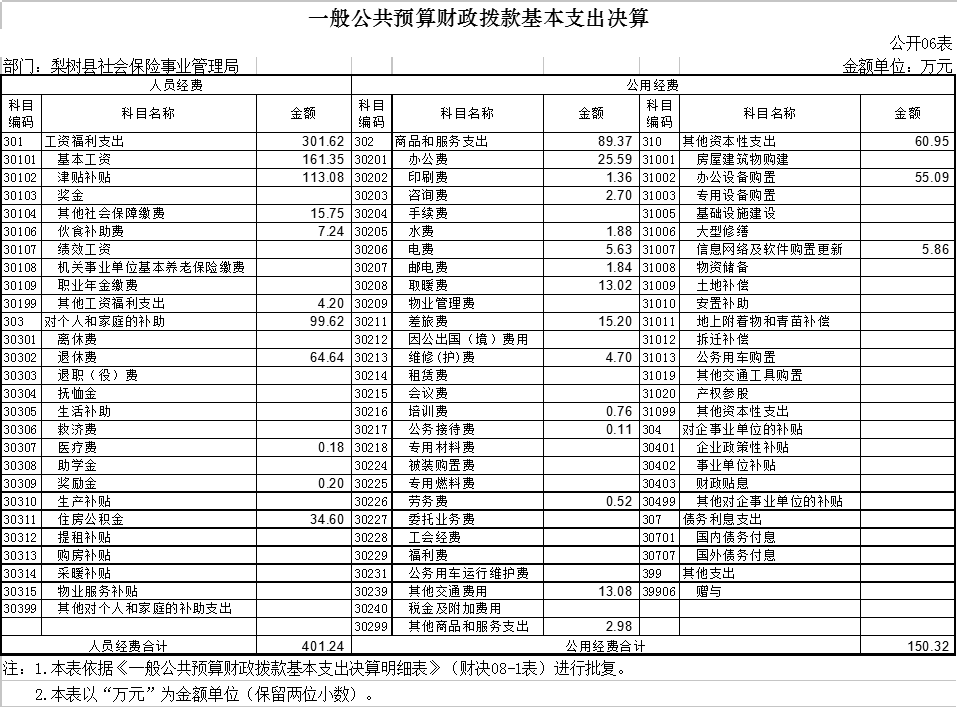 一般公共预算财政拨款基本支出决算
公开06表
部门：梨树县社会保险事业管理局 金额单位：万元
人员经费 公用经费
科目编码 科目名称 金额 科目编码 科目名称 金额 科目编码 科目名称 金额
301 工资福利支出 301.62 302 商品和服务支出 89.37 310 其他资本性支出 60.95
30101 基本工资 161.35 30201 办公费 25.59 31001 房屋建筑物购建
30102 津贴补贴 113.08 30202 印刷费 1.36 31002 办公设备购置 55.09
30103 奖金 30203 咨询费 2.70 31003 专用设备购置
30104 其他社会保障缴费 15.75 30204 手续费 31005 基础设施建设
30106 伙食补助费 7.24 30205 水费 1.88 31006 大型修缮
30107 绩效工资 30206 电费 5.63 31007 信息网络及软件购置更新 5.86
30108 机关事业单位基本养老保险缴费 30207 邮电费 1.84 31008 物资储备
30109 职业年金缴费 30208 取暖费 13.02 31009 土地补偿
30199 其他工资福利支出 4.20 30209 物业管理费 31010 安置补助
303 对个人和家庭的补助 99.62 30211 差旅费 15.20 31011 地上附着物和青苗补偿
30301 离休费 30212 因公出国（境）费用 31012 拆迁补偿
30302 退休费 64.64 30213 维修(护)费 4.70 31013 公务用车购置
30303 退职（役）费 30214 租赁费 31019 其他交通工具购置
30304 抚恤金 30215 会议费 31020 产权参股
30305 生活补助 30216 培训费 0.76 31099 其他资本性支出
30306 救济费 30217 公务接待费 0.11 304 对企事业单位的补贴
30307 医疗费 0.18 30218 专用材料费 30401 企业政策性补贴
30308 助学金 30224 被装购置费 30402 事业单位补贴
30309 奖励金 0.20 30225 专用燃料费 30403 财政贴息
30310 生产补贴 30226 劳务费 0.52 30499 其他对企事业单位的补贴
30311 住房公积金 34.60 30227 委托业务费 307 债务利息支出
30312 提租补贴 30228 工会经费 30701 国内债务付息
30313 购房补贴 30229 福利费 30707 国外债务付息
30314 采暖补贴 30231 公务用车运行维护费 399 其他支出
30315 物业服务补贴 30239 其他交通费用 13.08 39906 赠与
30399 其他对个人和家庭的补助支出 30240 税金及附加费用
30299 其他商品和服务支出 2.98
人员经费合计 401.24 公用经费合计 150.32
注：1.本表依据《一般公共预算财政拨款基本支出决算明细表》（财决08-1表）进行批复。
2.本表以“万元”为金额单位（保留两位小数）。